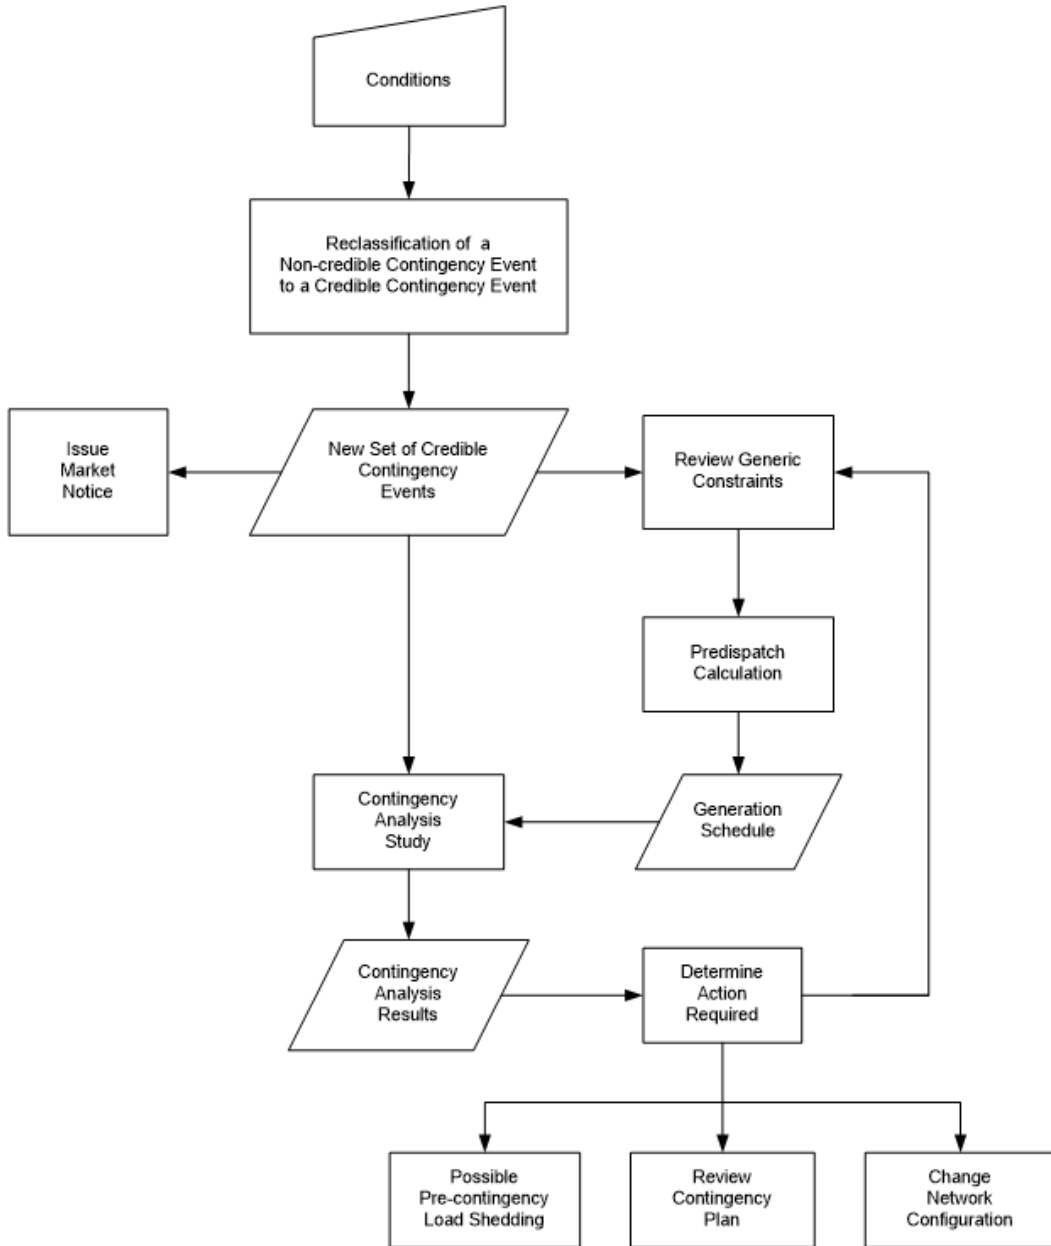 Conditions
Reclassification of a
Non-credible Contingency Event
to a Credible Contingency Event
Issue
Market
Notice
New Set of Credible
Contingency
Events
Review Generic
Constraints
Predispatch
Calculation
Contingency
Analysis
Study
Generation
Schedule
Contingency
Analysis
Results
Determine
Action
Required
Possible
Pre-contingency
Load Shedding
Review
Contingency
Plan
Change
Network
Configuration